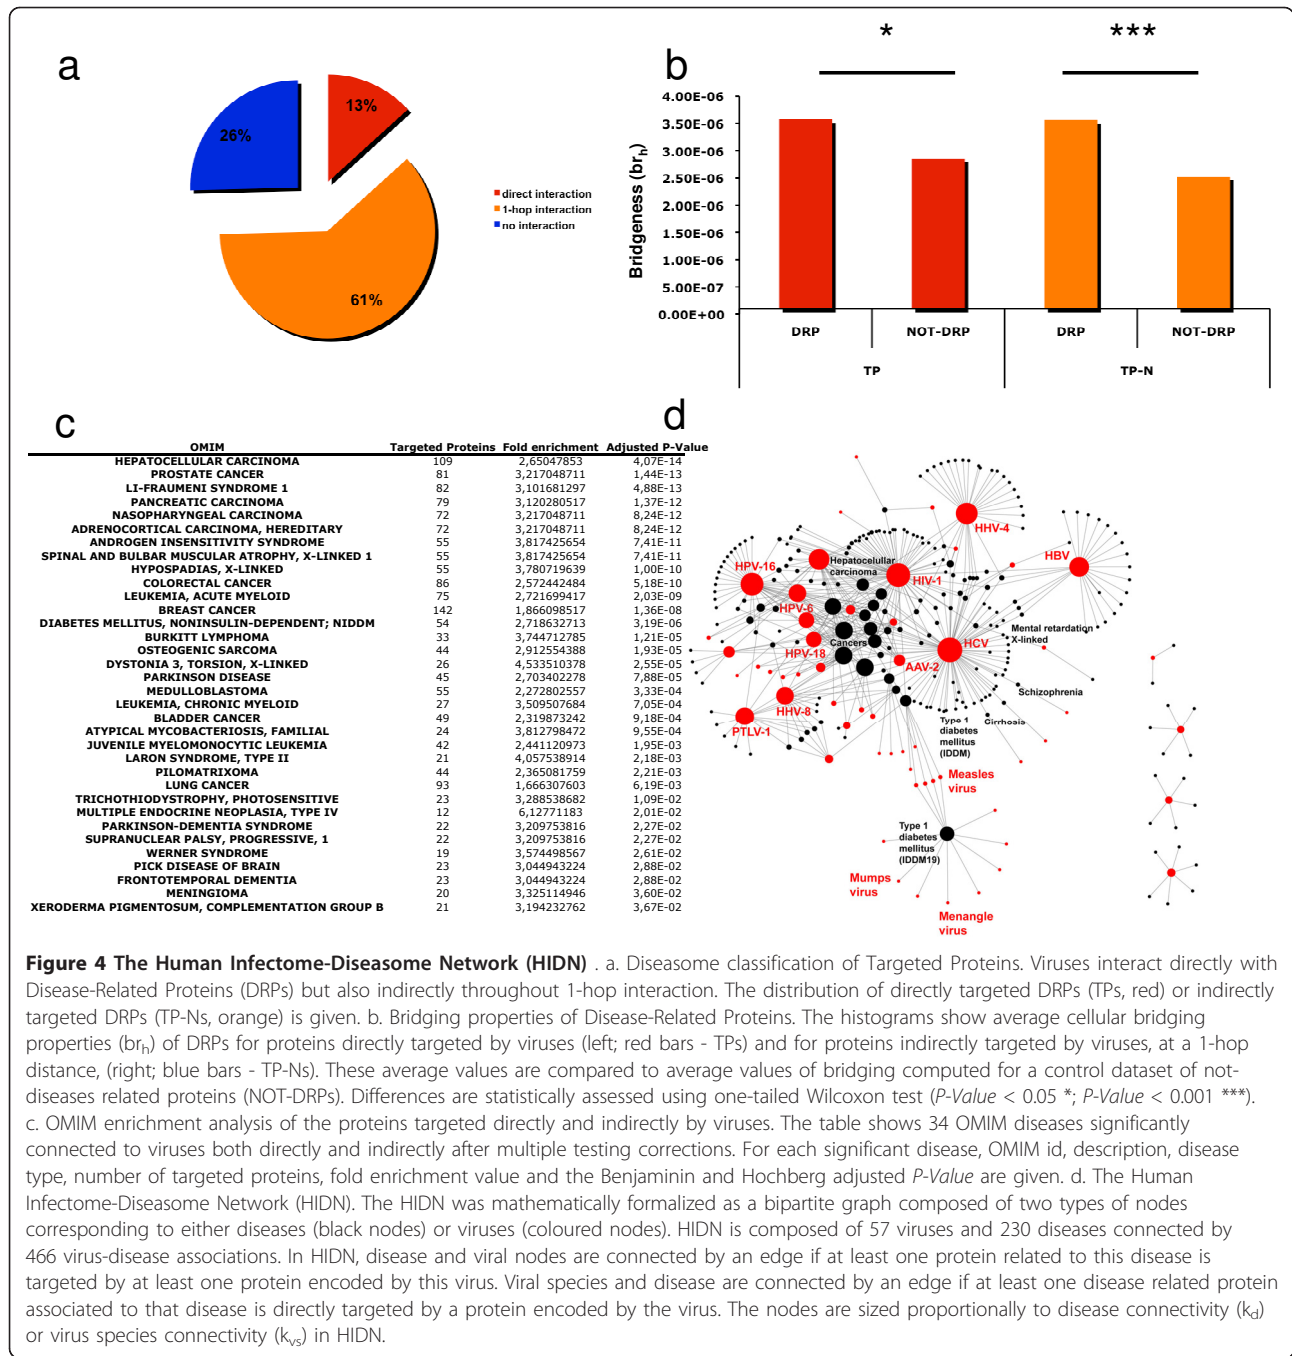 a
13%
26%
61%
direct interaction
1-hop interaction
no interaction
b
*
***
Bridgeness (brh)
4.00E-06
3.50E-06
3.00E-06
2.50E-06
2.00E-06
1.50E-06
1.00E-06
5.00E-07
0.00E+00
DRP NOT-DRP DRP NOT-DRP
TP TP-N
c
OMIM Targeted Proteins Fold enrichment Adjusted P-Value
HEPATOCELLULAR CARCINOMA 109 2,65047853 4,07E-14
PROSTATE CANCER 81 3,217048711 1,44E-13
LI-FRAUMENI SYNDROME 1 82 3,101681297 4,88E-13
PANCREATIC CARCINOMA 79 3,120280517 1,37E-12
NASOPHARYNGEAL CARCINOMA 72 3,217048711 8,24E-12
ADRENOCORTICAL CARCINOMA, HEREDITARY 72 3,217048711 8,24E-12
ANDROGEN INSENSITIVITY SYNDROME 55 3,817425654 7,41E-11
SPINAL AND BULBAR MUSCULAR ATROPHY, X-LINKED 1 55 3,817425654 7,41E-11
HYPOSPADIAS, X-LINKED 55 3,780719639 1,00E-10
COLORECTAL CANCER 86 2,572442484 5,18E-10
LEUKEMIA, ACUTE MYELOID 75 2,721699417 2,03E-09
BREAST CANCER 142 1,866098517 1,36E-08
DIABETES MELLITUS, NONINSULIN-DEPENDENT; NIDDM 54 2,718632713 3,19E-06
BURKITT LYMPHOMA 33 3,744712785 1,21E-05
OSTEOGENIC SARCOMA 44 2,912554388 1,93E-05
DYSTONIA 3, TORSION, X-LINKED 26 4,533510378 2,55E-05
PARKINSON DISEASE 45 2,703402278 7,88E-05
MEDULLOBLASTOMA 55 2,272802557 3,33E-04
LEUKEMIA, CHRONIC MYELOID 27 3,509507684 7,05E-04
BLADDER CANCER 49 2,319873242 9,18E-04
ATYPICAL MYCOBACTERIOSIS, FAMILIAL 24 3,812798472 9,55E-04
JUVENILE MYELOMONOCYTIC LEUKEMIA 42 2,441120973 1,95E-03
LARON SYNDROME, TYPE II 21 4,057538914 2,18E-03
PILOMATRIXOMA 44 2,365081759 2,21E-03
LUNG CANCER 93 1,666307603 6,19E-03
TRICHOTHIODYSTROPHY, PHOTOSENSITIVE 23 3,288538682 1,09E-02
MULTIPLE ENDOCRINE NEOPLASIA, TYPE IV 12 6,12771183 2,01E-02
PARKINSON-DEMENTIA SYNDROME 22 3,209753816 2,27E-02
SUPRANUCLEAR PALSY, PROGRESSIVE, 1 22 3,209753816 2,27E-02
WERNER SYNDROME 19 3,574498567 2,61E-02
PICK DISEASE OF BRAIN 23 3,044943224 2,88E-02
FRONTOTEMPORAL DEMENTIA 23 3,044943224 2,88E-02
MENINGIOMA 20 3,325114946 3,60E-02
XERODERMA PIGMENTOSUM, COMPLEMENTATION GROUP B 21 3,194232762 3,67E-02
d
HHV-4
Hepatocellular
carcinoma
HPV-16
HIV-1
HBV
HPV-6
Mental retardation
X-linked
Cancers
HCV
HPV-18
AAV-2
Schizophrenia
HHV-8
PTLV-1
Type 1
diabetes
mellitus
(IDDM)
Cirrhosis
Measles
virus
Type 1
diabetes
mellitus
(IDDM19)
Mumps
virus
Menangle
virus
Figure 4 The Human Infectome-Diseasome Network (HIDN) . a. Diseasome classification of Targeted Proteins. Viruses interact directly with
Disease-Related Proteins (DRPs) but also indirectly throughout 1-hop interaction. The distribution of directly targeted DRPs (TPs, red) or indirectly
targeted DRPs (TP-Ns, orange) is given. b. Bridging properties of Disease-Related Proteins. The histograms show average cellular bridging
properties (brh) of DRPs for proteins directly targeted by viruses (left; red bars - TPs) and for proteins indirectly targeted by viruses, at a 1-hop
distance, (right; blue bars - TP-Ns). These average values are compared to average values of bridging computed for a control dataset of not-
diseases related proteins (NOT-DRPs). Differences are statistically assessed using one-tailed Wilcoxon test (P-Value < 0.05 *; P-Value < 0.001 ***).
c. OMIM enrichment analysis of the proteins targeted directly and indirectly by viruses. The table shows 34 OMIM diseases significantly
connected to viruses both directly and indirectly after multiple testing corrections. For each significant disease, OMIM id, description, disease
type, number of targeted proteins, fold enrichment value and the Benjaminin and Hochberg adjusted P-Value are given. d. The Human
Infectome-Diseasome Network (HIDN). The HIDN was mathematically formalized as a bipartite graph composed of two types of nodes
corresponding to either diseases (black nodes) or viruses (coloured nodes). HIDN is composed of 57 viruses and 230 diseases connected by
466 virus-disease associations. In HIDN, disease and viral nodes are connected by an edge if at least one protein related to this disease is
targeted by at least one protein encoded by this virus. Viral species and disease are connected by an edge if at least one disease related protein
associated to that disease is directly targeted by a protein encoded by the virus. The nodes are sized proportionally to disease connectivity (kd)
or virus species connectivity (kvs) in HIDN.